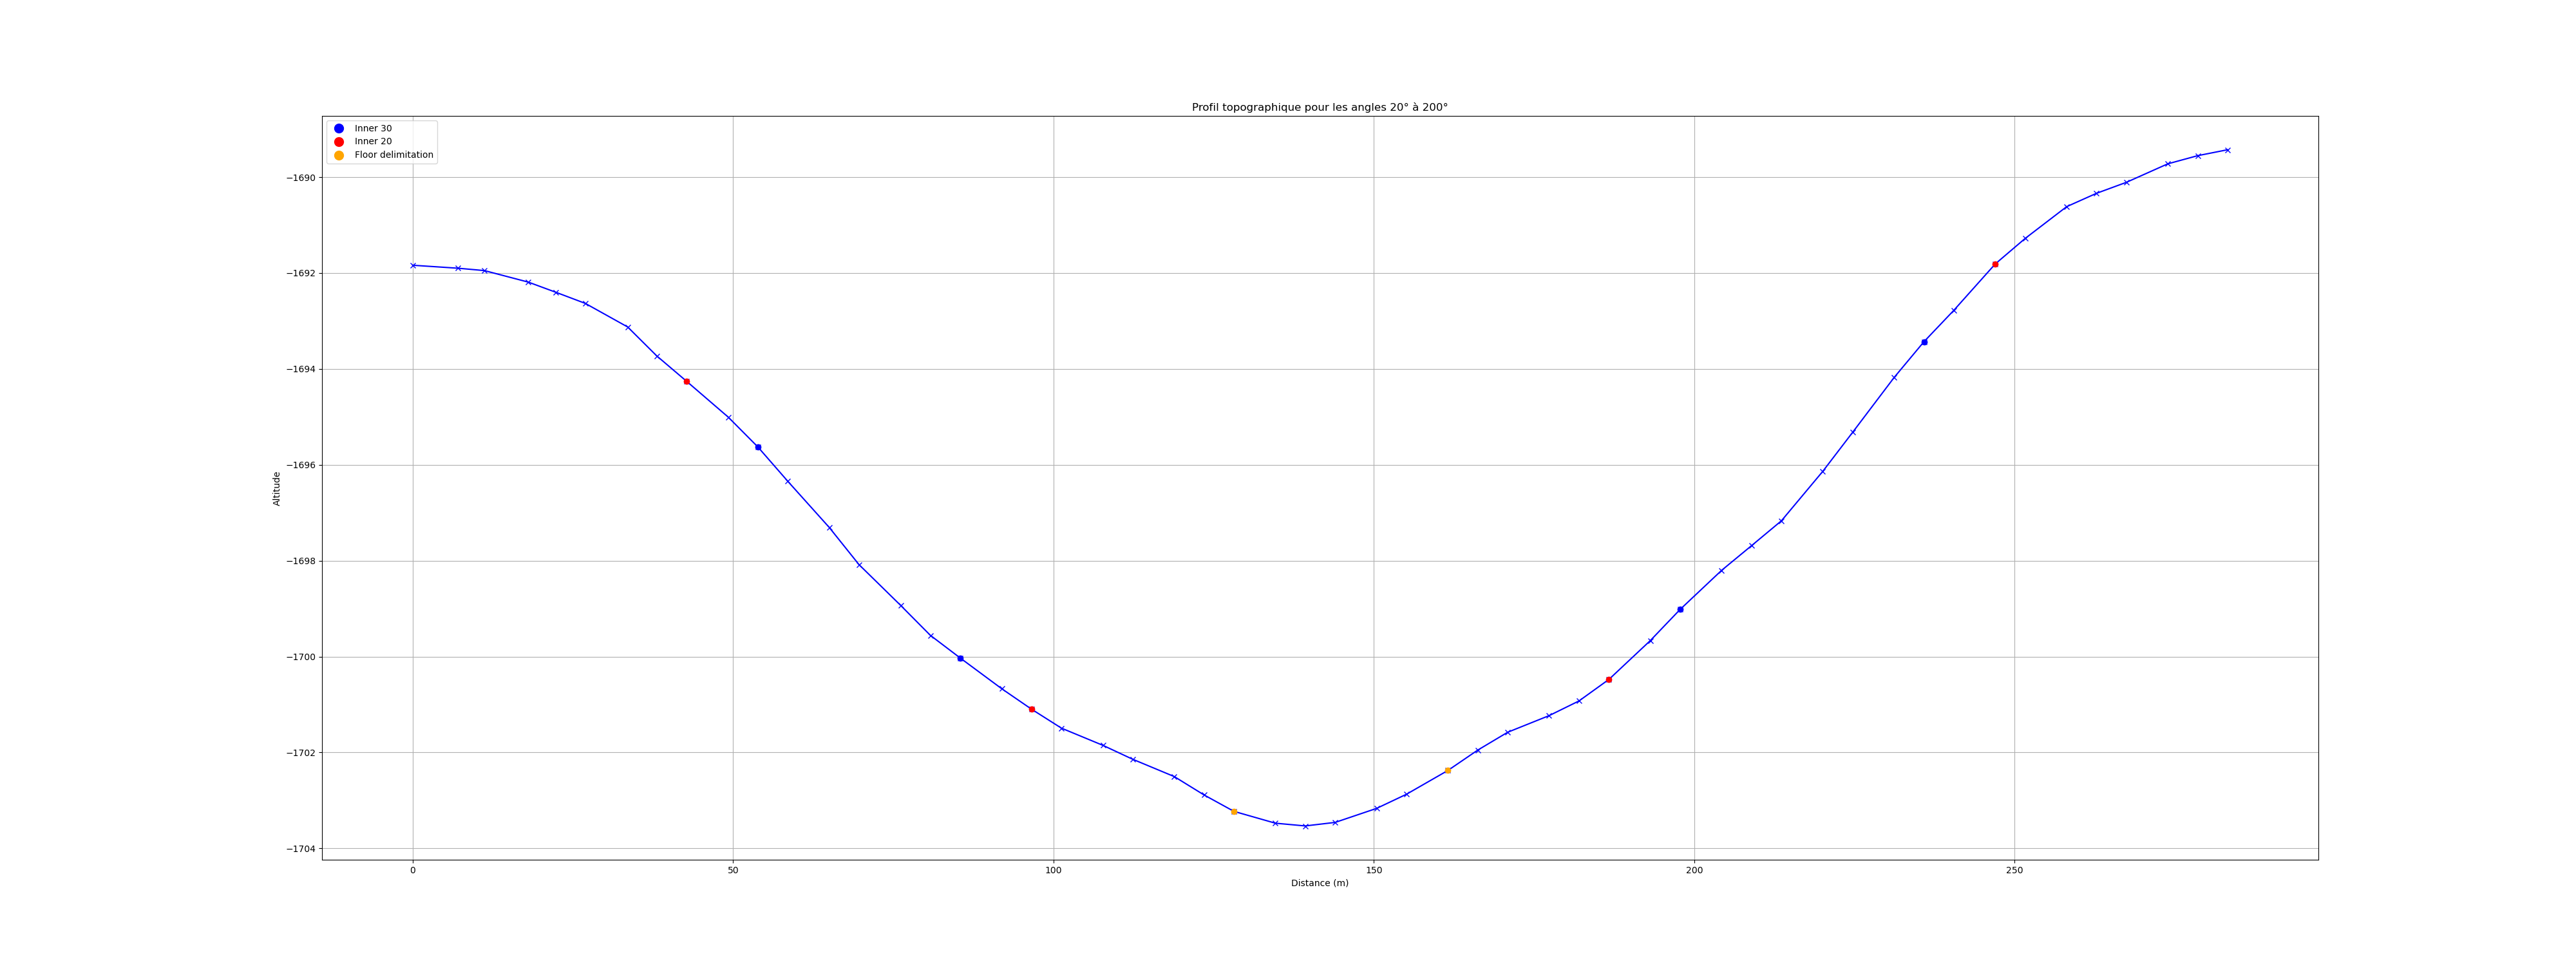 Profil topographique pour les angles 20° à 200°
Inner 30
Inner 20
Floor delimitation
Altitude
−1690
−1692
−1694
−1696
−1698
−1700
−1702
−1704
0 50 100 150 200 250
Distance (m)